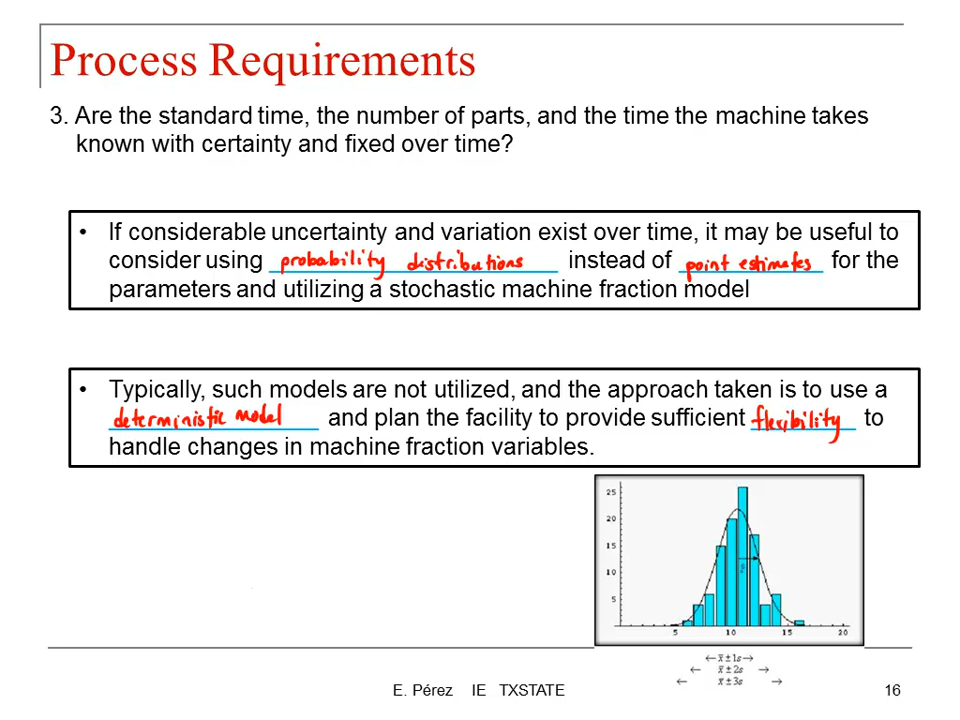 Process Requirements
3. Are the standard time, the number of parts, and the time the machine takes
known with certainty and fixed over time?
• If considerable uncertainty and variation exist over time, it may be useful to
consider using probability distributions instead of point estimates for the
parameters and utilizing a stochastic machine fraction model
• Typically, such models are not utilized, and the approach taken is to use a
deterministic model and plan the facility to provide sufficient flexibility to
handle changes in machine fraction variables.
25
20
15
10
5
5 10 15 20
x̄ ± 1s
x̄ ± 2s
x̄ ± 3s
E. Pérez IE TXSTATE 16